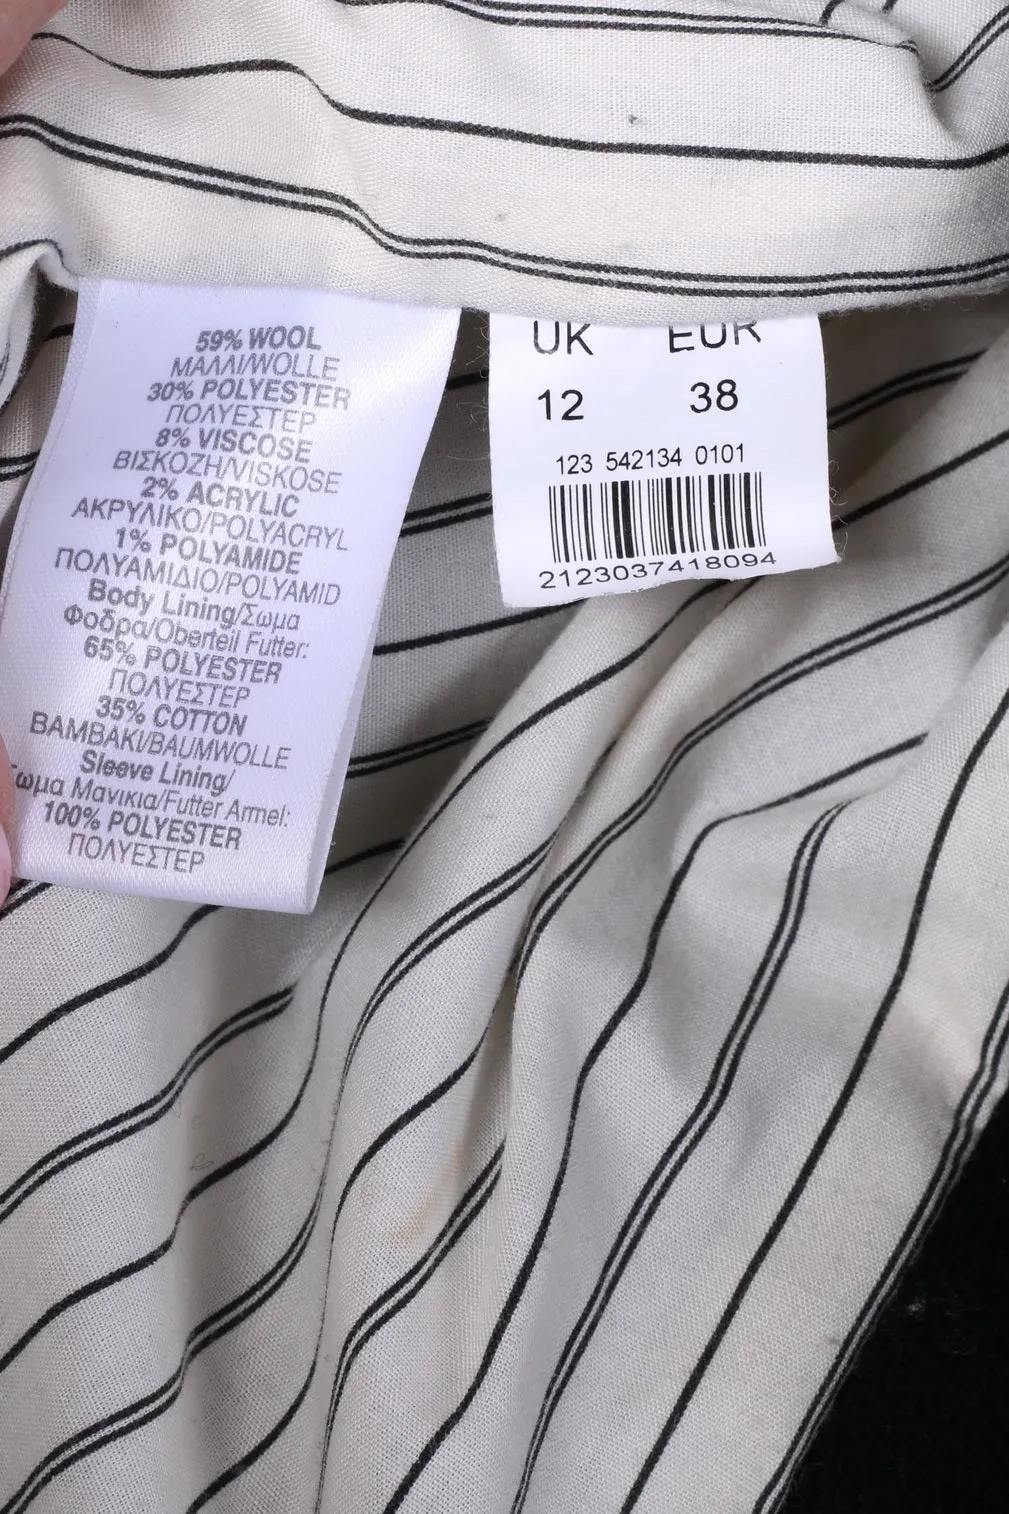 59% WOOL
ΜΑΛΛΙ/WOLLE
30% POLYESTER
ΠΟΛΥΕΣΤΕΡ
8% VISCOSE
ΒΙΣΚΟΖΗ/VISKOSE
2% ACRYLIC
ΑΚΡΥΛΙΚΟ/POLYACRYL
1% POLYAMIDE
ΠΟΛΥΑΜΙΔΙΟ/POLYAMID
Body Lining/Σωμα
Φοδρα/Oberteil Futter:
65% POLYESTER
ΠΟΛΥΕΣΤΕΡ
35% COTTON
ΒΑΜΒΑΚΙ/BAUMWOLLE
Sleeve Lining/
Σωμα Μανικια/Futter Armel:
100% POLYESTER
ΠΟΛΥΕΣΤΕΡ
UK EUR
12 38
123 542134 0101
2123037418094